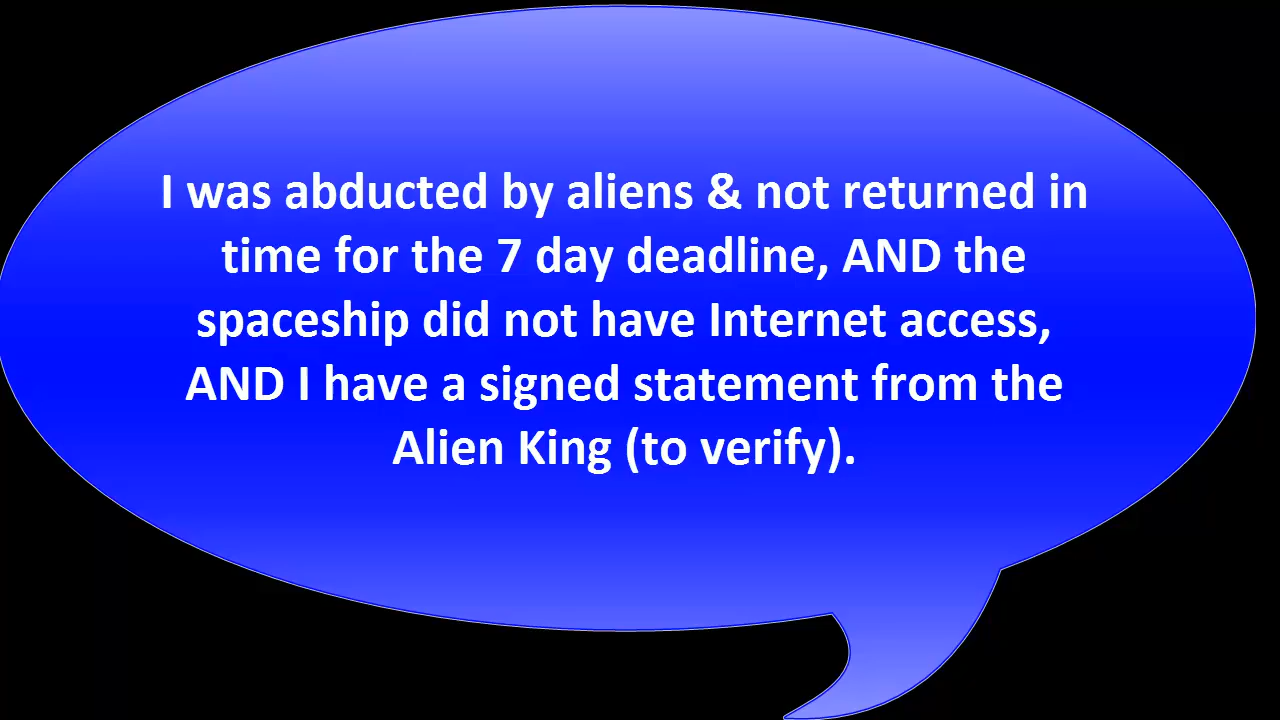 I was abducted by aliens & not returned in
time for the 7 day deadline, AND the
spaceship did not have Internet access,
AND I have a signed statement from the
Alien King (to verify).